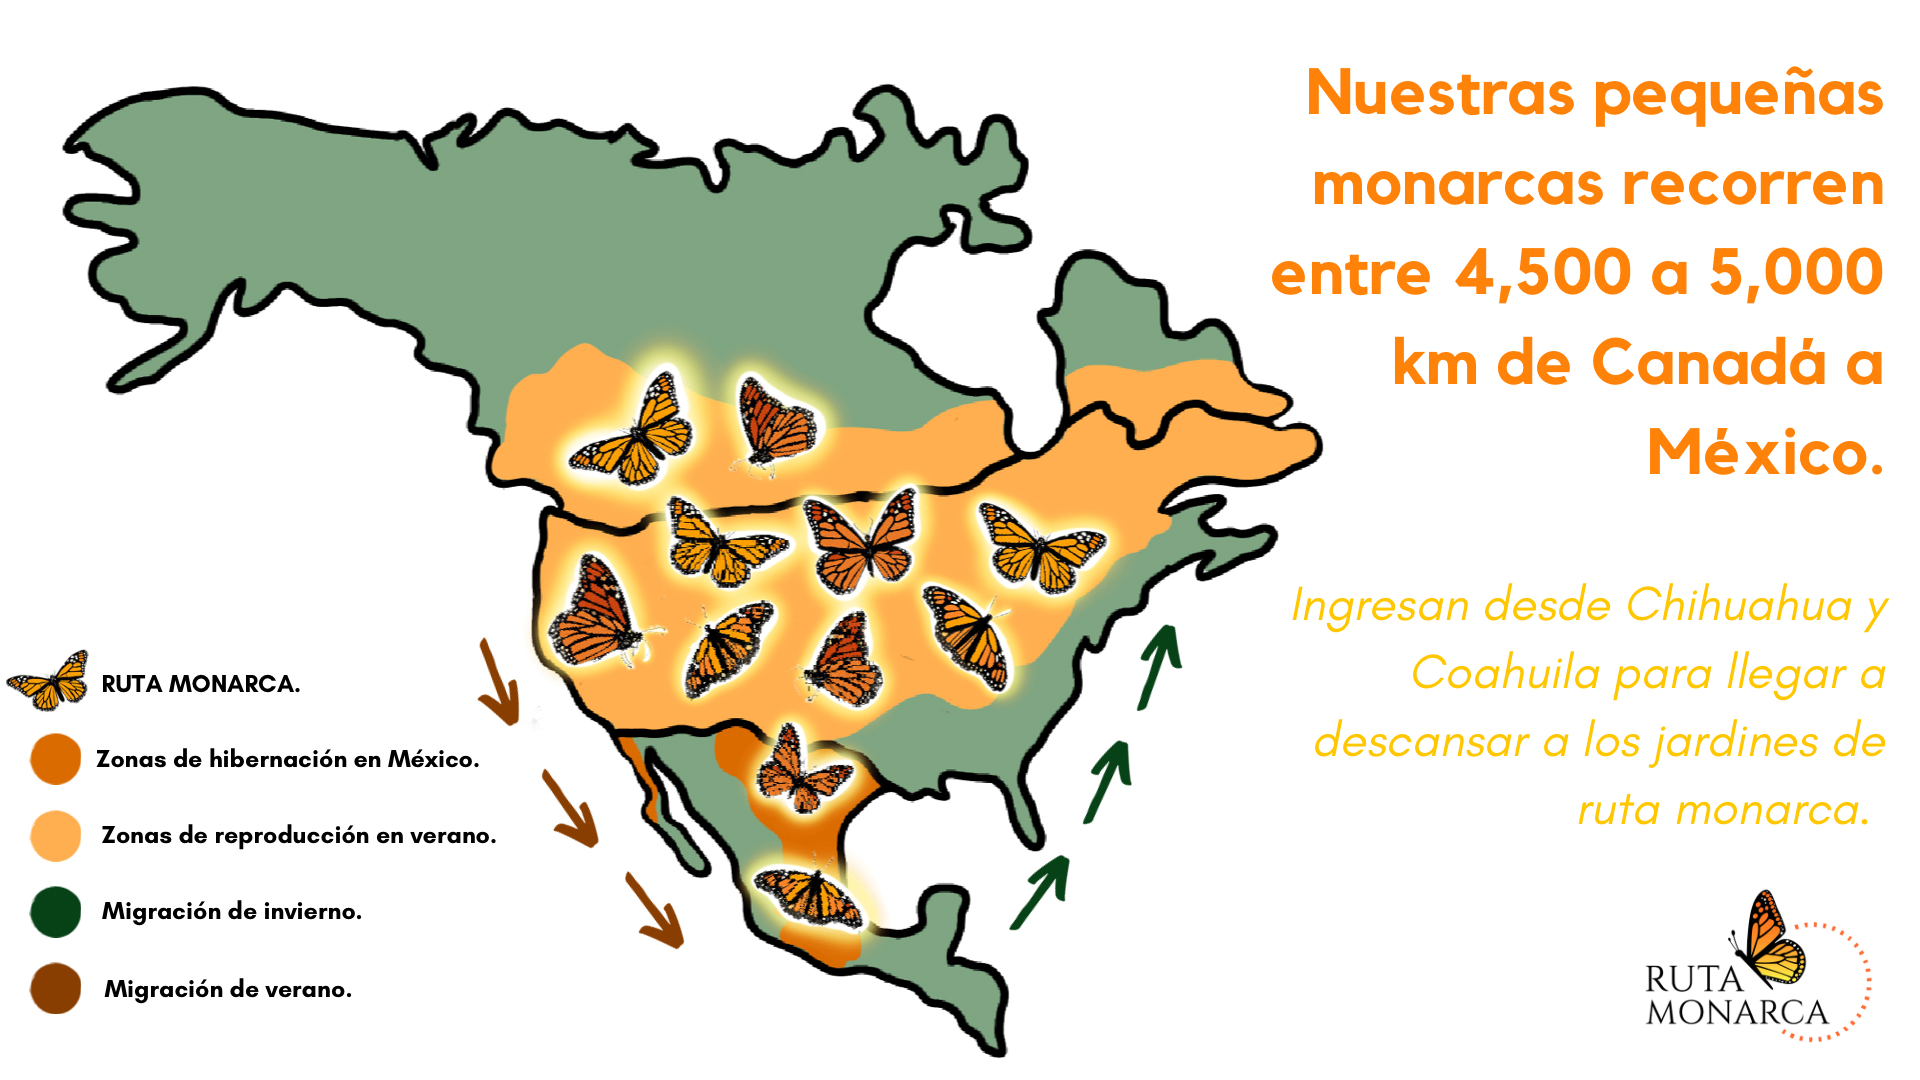 Nuestras pequeñas
monarcas recorren
entre 4,500 a 5,000
km de Canadá a
México.
Ingresan desde Chihuahua y
Coahuila para llegar a
descansar a los jardines de
ruta monarca.
RUTA MONARCA.
Zonas de hibernación en México.
Zonas de reproducción en verano.
Migración de invierno.
Migración de verano.
RUTA
MONARCA